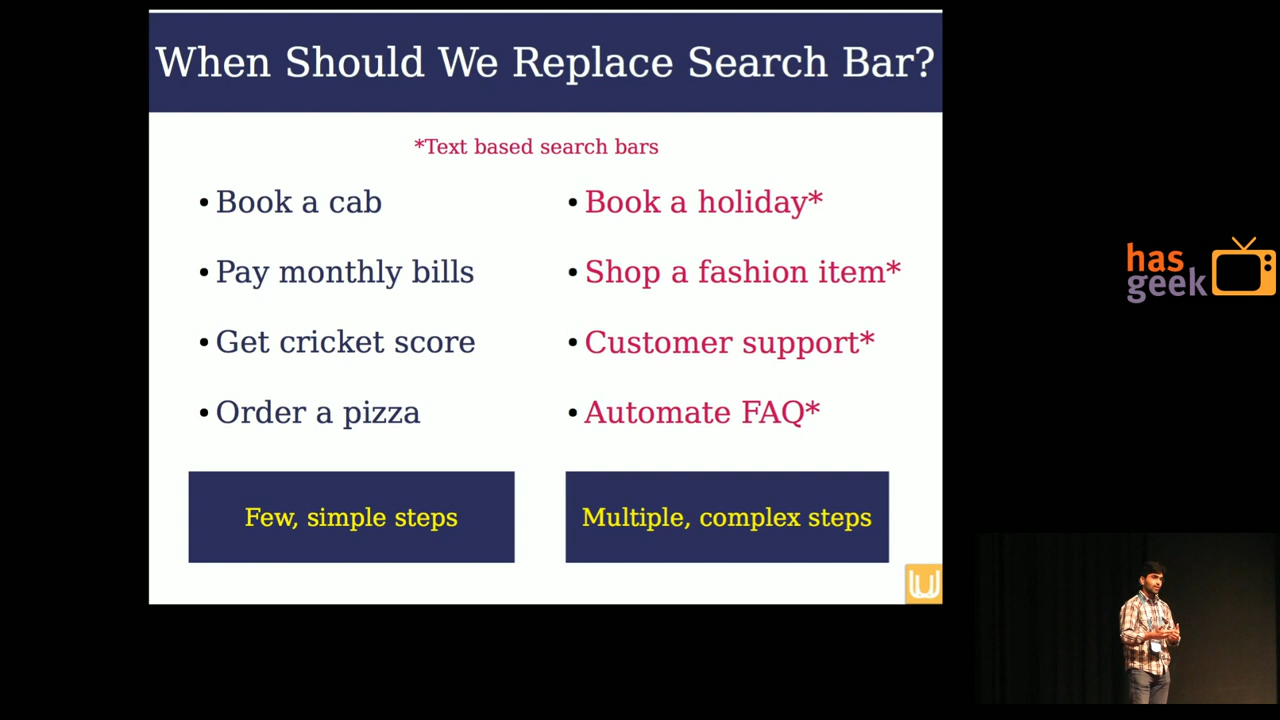 When Should We Replace Search Bar?
*Text based search bars
• Book a cab
• Pay monthly bills
• Get cricket score
• Order a pizza
Few, simple steps
• Book a holiday*
• Shop a fashion item*
• Customer support*
• Automate FAQ*
Multiple, complex steps
has
geek